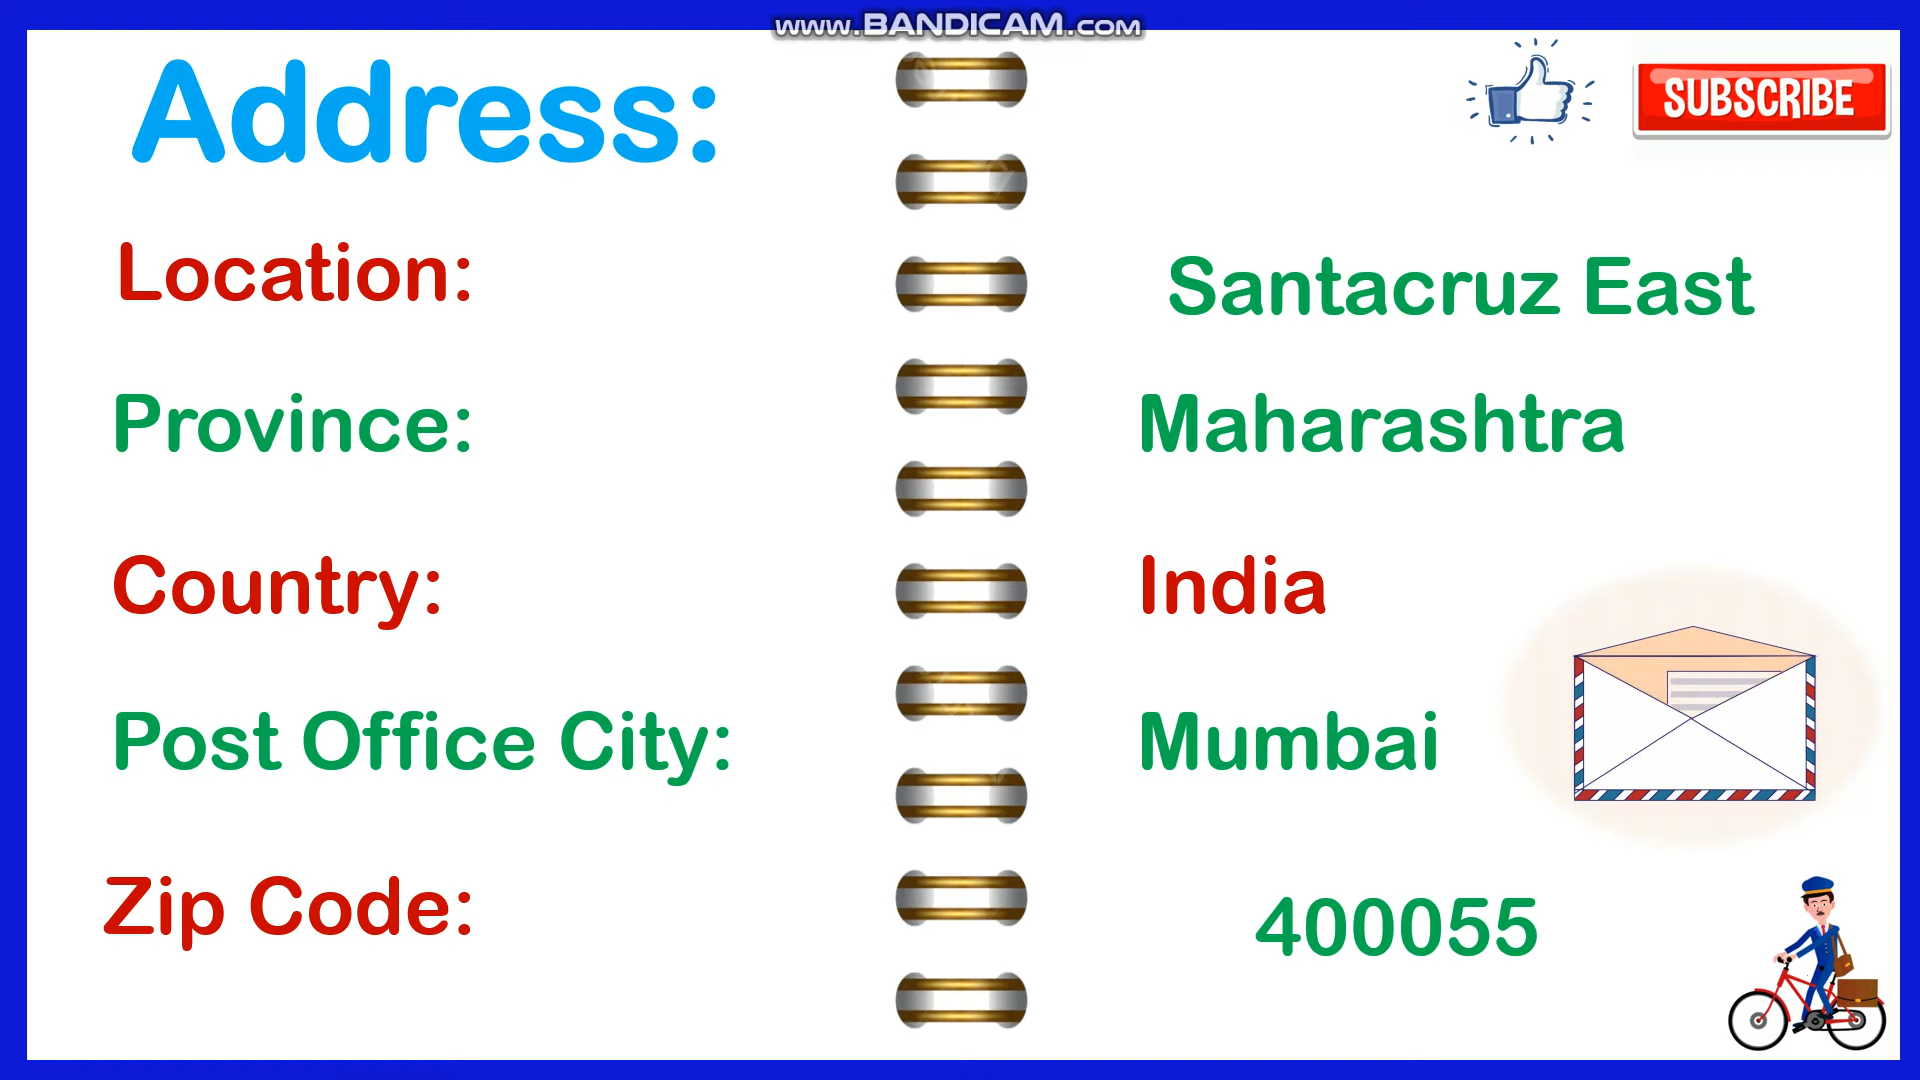 www.BANDICAM.com
Address:
SUBSCRIBE
Location: Santacruz East
Province: Maharashtra
Country: India
Post Office City: Mumbai
Zip Code: 400055